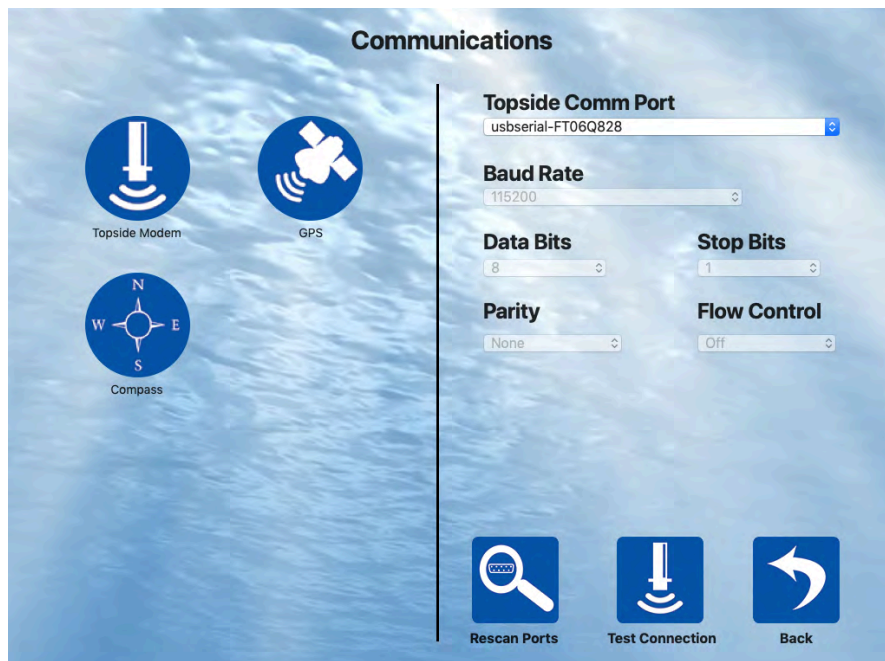 Communications
Topside Modem
GPS
N
W E
S
Compass
Topside Comm Port
usbserial-FT06Q828
Baud Rate
115200
Data Bits Stop Bits
8 1
Parity Flow Control
None Off
Rescan Ports Test Connection Back